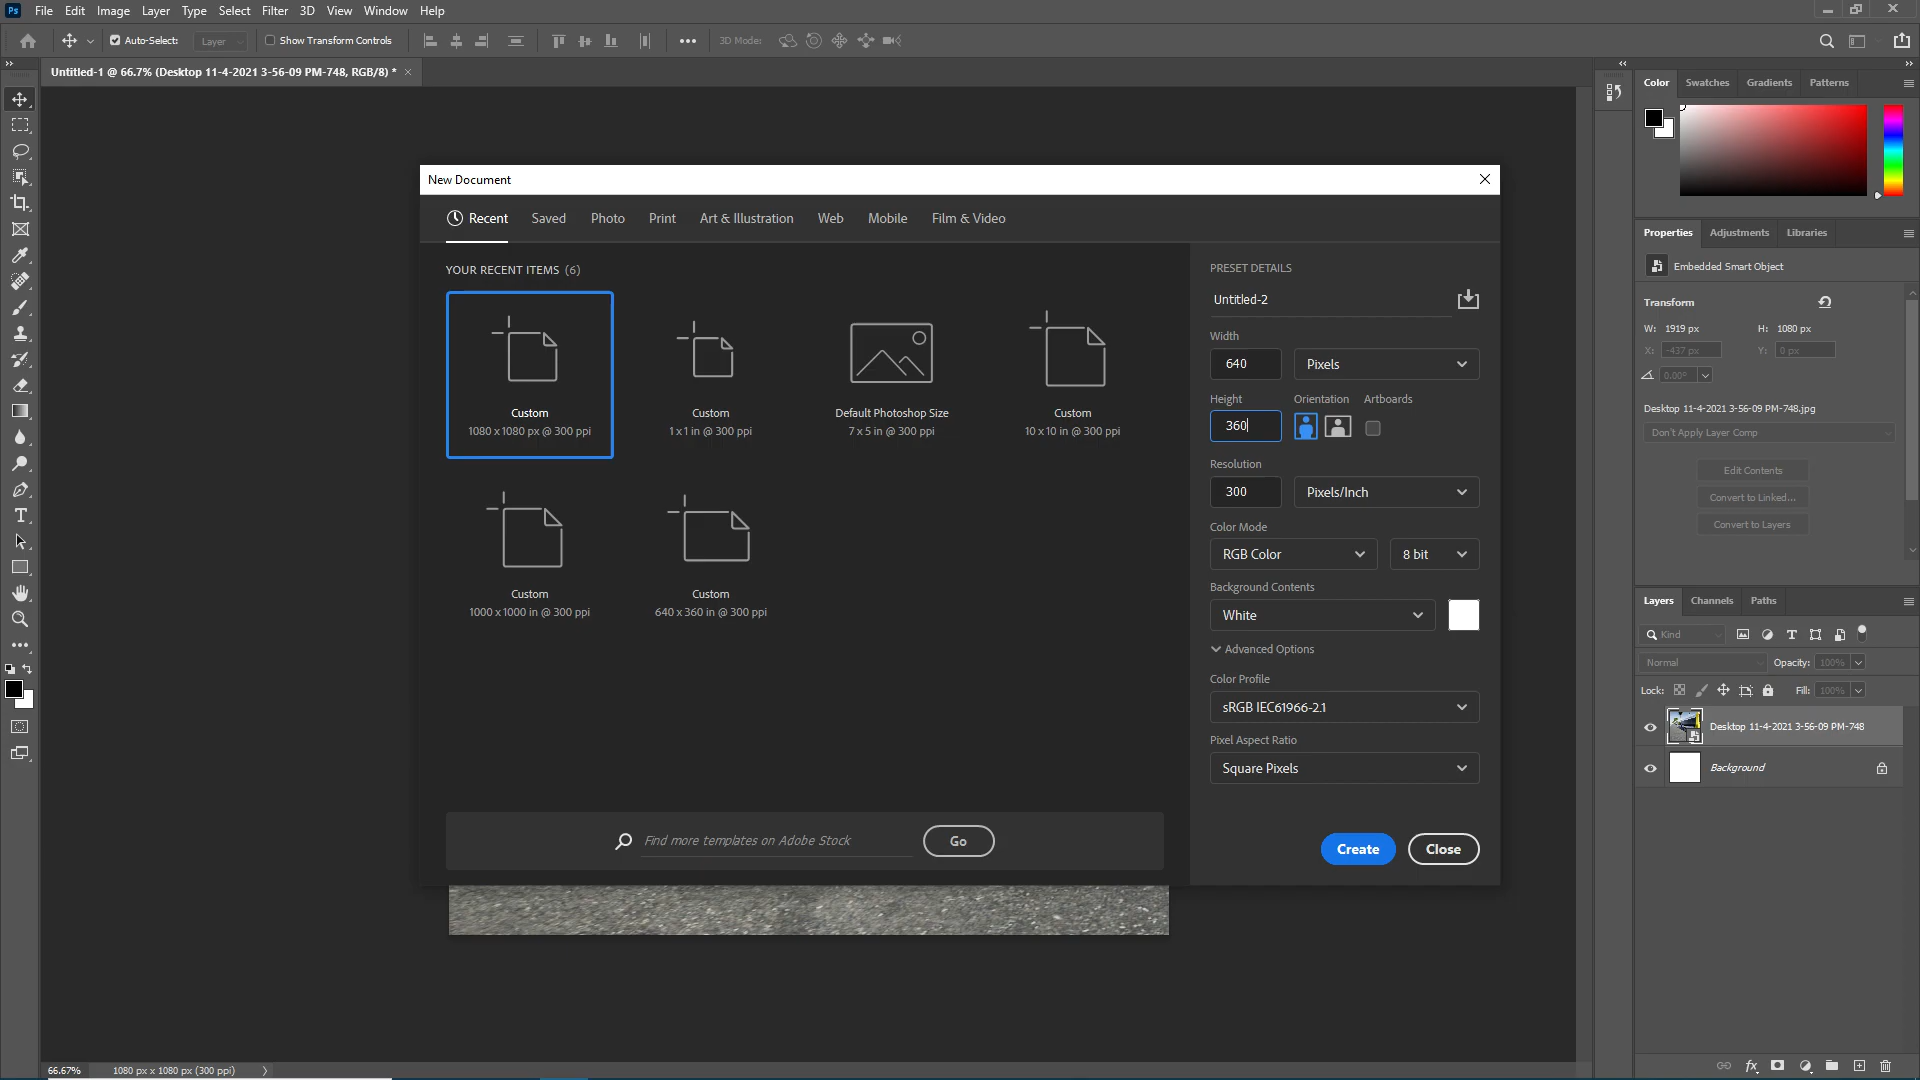 Ps File Edit Image Layer Type Select Filter 3D View Window Help
Auto-Select: Layer Show Transform Controls 3D Mode:
Untitled-1 @ 66.7% (Desktop 11-4-2021 3-56-09 PM-748, RGB/8) *
Color Swatches Gradients Patterns
New Document
Recent Saved Photo Print Art & Illustration Web Mobile Film & Video
YOUR RECENT ITEMS (6)
Custom
1080 x 1080 px @ 300 ppi
Custom
1 x 1 in @ 300 ppi
Default Photoshop Size
7 x 5 in @ 300 ppi
Custom
10 x 10 in @ 300 ppi
Custom
1000 x 1000 in @ 300 ppi
Custom
640 x 360 in @ 300 ppi
Find more templates on Adobe Stock Go
PRESET DETAILS
Untitled-2
Width
640 Pixels
Height Orientation Artboards
360
Resolution
300 Pixels/Inch
Color Mode
RGB Color 8 bit
Background Contents
White
Advanced Options
Color Profile
sRGB IEC61966-2.1
Pixel Aspect Ratio
Square Pixels
Create Close
Properties Adjustments Libraries
Embedded Smart Object
Transform
W: 1919 px H: 1080 px
X: -437 px Y: 0 px
0.00°
Desktop 11-4-2021 3-56-09 PM-748.jpg
Don't Apply Layer Comp
Edit Contents
Convert to Linked...
Convert to Layers
Layers Channels Paths
Kind
Normal Opacity: 100%
Lock: Fill: 100%
Desktop 11-4-2021 3-56-09 PM-748
Background
66.67% 1080 px x 1080 px (300 ppi)